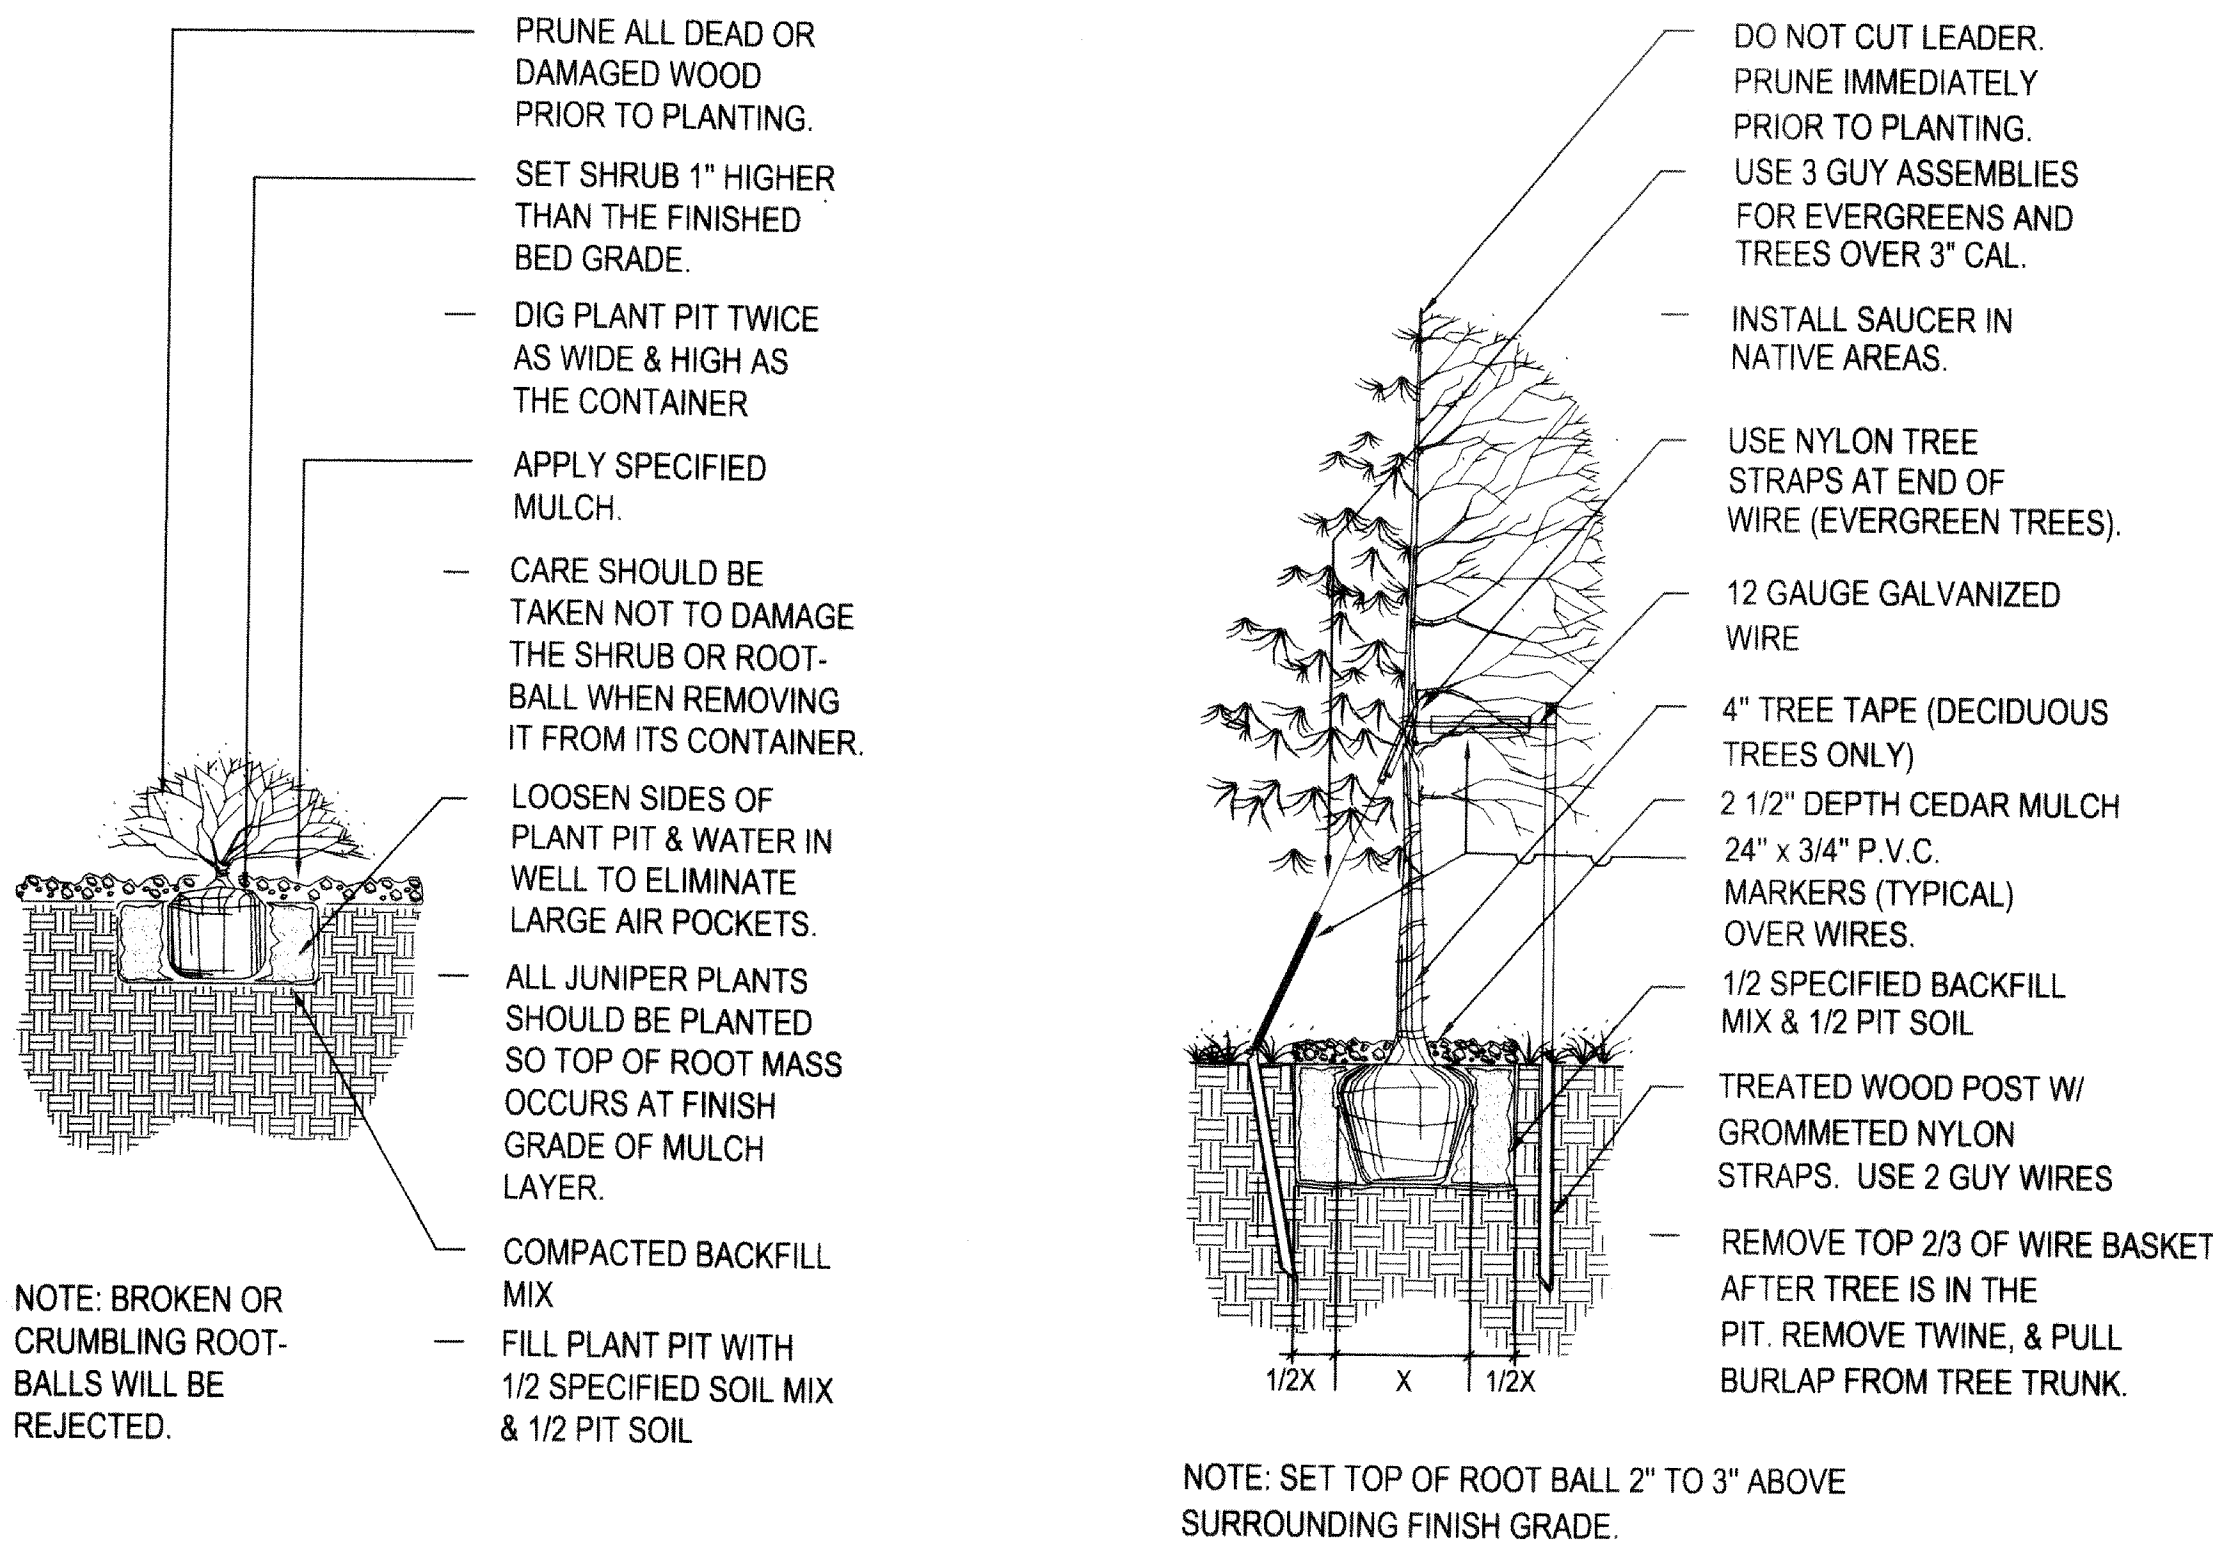 PRUNE ALL DEAD OR
DAMAGED WOOD
PRIOR TO PLANTING.
SET SHRUB 1" HIGHER
THAN THE FINISHED
BED GRADE.
DIG PLANT PIT TWICE
AS WIDE & HIGH AS
THE CONTAINER
APPLY SPECIFIED
MULCH.
CARE SHOULD BE
TAKEN NOT TO DAMAGE
THE SHRUB OR ROOT-
BALL WHEN REMOVING
IT FROM ITS CONTAINER.
LOOSEN SIDES OF
PLANT PIT & WATER IN
WELL TO ELIMINATE
LARGE AIR POCKETS.
ALL JUNIPER PLANTS
SHOULD BE PLANTED
SO TOP OF ROOT MASS
OCCURS AT FINISH
GRADE OF MULCH
LAYER.
COMPACTED BACKFILL
MIX
FILL PLANT PIT WITH
1/2 SPECIFIED SOIL MIX
& 1/2 PIT SOIL
NOTE: BROKEN OR
CRUMBLING ROOT-
BALLS WILL BE
REJECTED.
DO NOT CUT LEADER.
PRUNE IMMEDIATELY
PRIOR TO PLANTING.
USE 3 GUY ASSEMBLIES
FOR EVERGREENS AND
TREES OVER 3" CAL.
INSTALL SAUCER IN
NATIVE AREAS.
USE NYLON TREE
STRAPS AT END OF
WIRE (EVERGREEN TREES).
12 GAUGE GALVANIZED
WIRE
4" TREE TAPE (DECIDUOUS
TREES ONLY)
2 1/2" DEPTH CEDAR MULCH
24" x 3/4" P.V.C.
MARKERS (TYPICAL)
OVER WIRES.
1/2 SPECIFIED BACKFILL
MIX & 1/2 PIT SOIL
TREATED WOOD POST W/
GROMMETED NYLON
STRAPS. USE 2 GUY WIRES
REMOVE TOP 2/3 OF WIRE BASKET
AFTER TREE IS IN THE
PIT. REMOVE TWINE, & PULL
BURLAP FROM TREE TRUNK.
1/2X X 1/2X
NOTE: SET TOP OF ROOT BALL 2" TO 3" ABOVE
SURROUNDING FINISH GRADE.